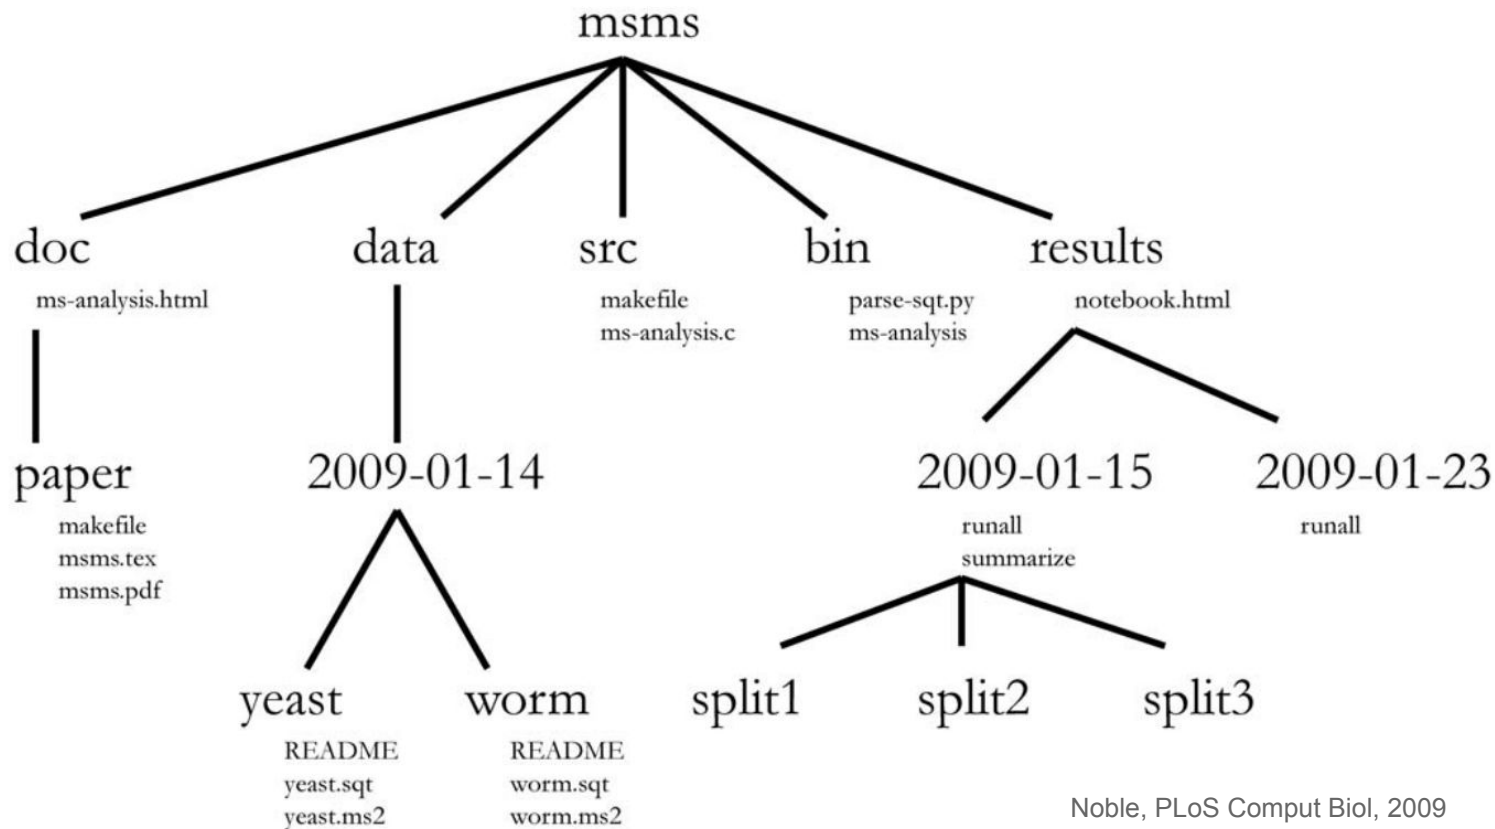 msms
doc
data
src
bin
results
ms-analysis.html
makefile
ms-analysis.c
parse-sqt.py
ms-analysis
notebook.html
paper
makefile
msms.tex
msms.pdf
2009-01-14
2009-01-15
runall
summarize
2009-01-23
runall
yeast
README
yeast.sqt
yeast.ms2
worm
README
worm.sqt
worm.ms2
split1
split2
split3
Noble, PLoS Comput Biol, 2009